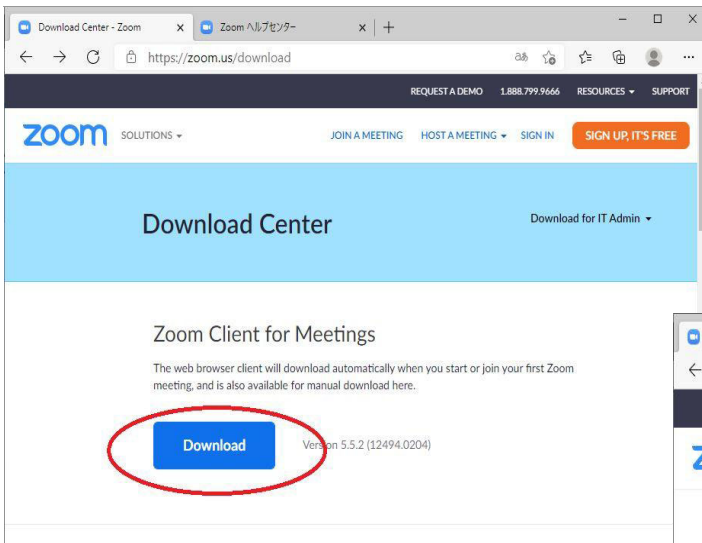 Download Center - Zoom
Zoom ヘルプセンター
https://zoom.us/download
REQUEST A DEMO 1.888.799.9666 RESOURCES SUPPORT
zoom SOLUTIONS JOIN A MEETING HOST A MEETING SIGN IN SIGN UP, IT'S FREE
Download Center
Download for IT Admin
Zoom Client for Meetings
The web browser client will download automatically when you start or join your first Zoom
meeting, and is also available for manual download here.
Download Version 5.5.2 (12494.0204)